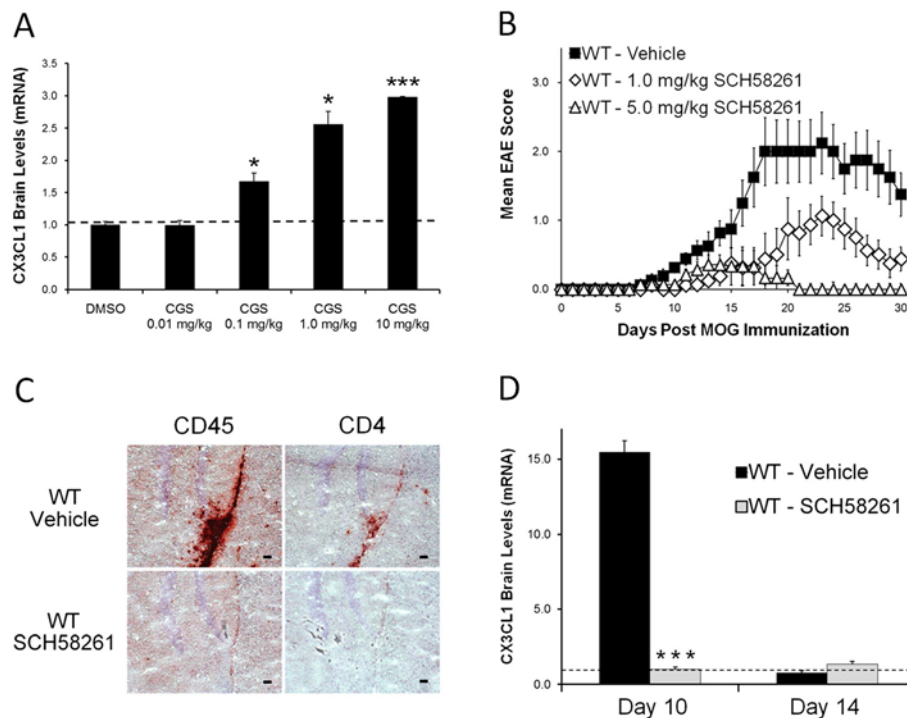 A
CX3CL1 Brain Levels (mRNA)
3.5
3.0
2.5
2.0
1.5
1.0
0.5
0.0
*
*
***
DMSO
CGS
0.01 mg/kg
CGS
0.1 mg/kg
CGS
1.0 mg/kg
CGS
10 mg/kg
B
Mean EAE Score
3.0
2.0
1.0
0.0
WT - Vehicle
WT - 1.0 mg/kg SCH58261
WT - 5.0 mg/kg SCH58261
0
5
10
15
20
25
30
Days Post MOG Immunization
C
CD45
CD4
WT
Vehicle
WT
SCH58261
D
CX3CL1 Brain Levels (mRNA)
15.0
10.0
5.0
0.0
WT - Vehicle
WT - SCH58261
***
Day 10
Day 14